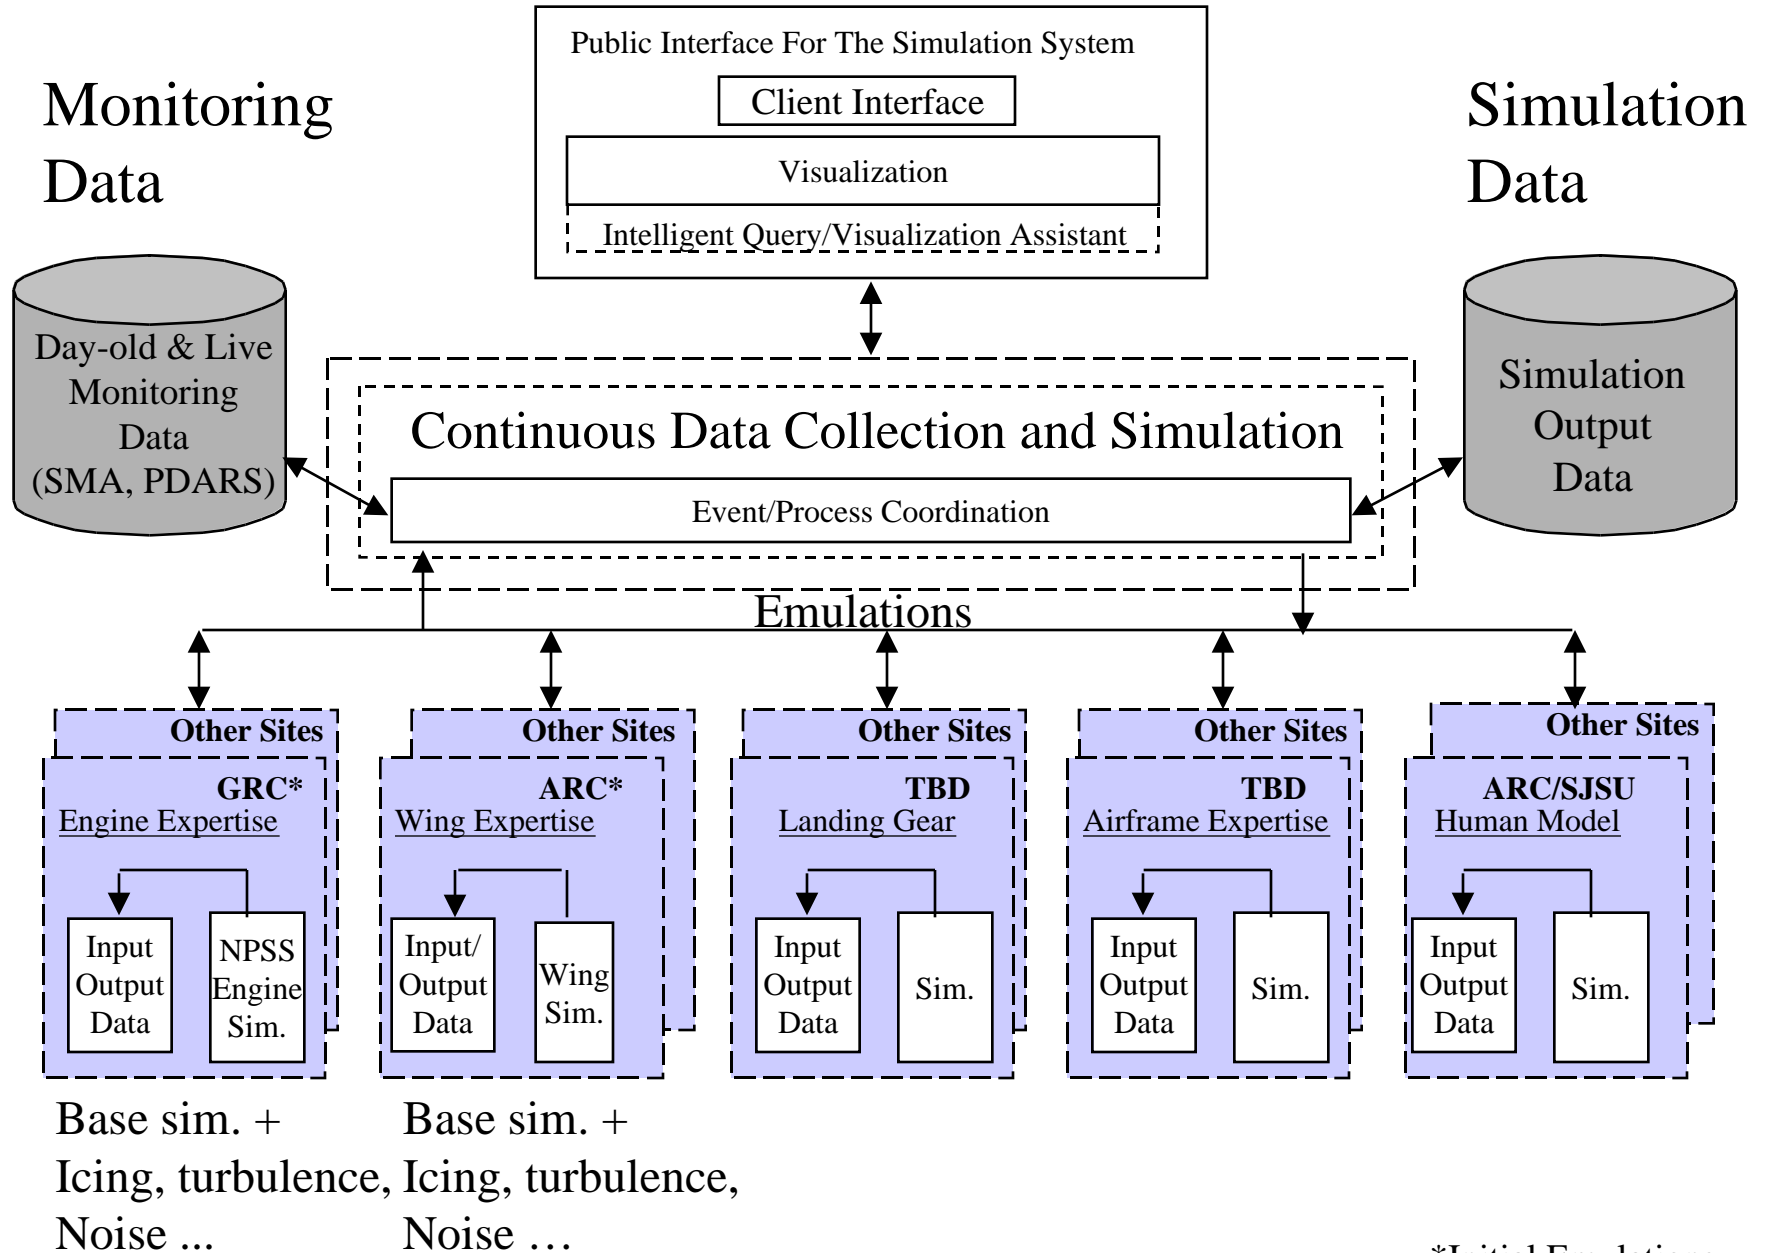 Public Interface For The Simulation System
Client Interface
Visualization
Intelligent Query/Visualization Assistant
Monitoring
Data
Simulation
Data
Day-old & Live
Monitoring
Data
(SMA, PDARS)
Continuous Data Collection and Simulation
Event/Process Coordination
Simulation
Output
Data
Emulations
Other Sites
GRC*
Engine Expertise
Input
Output
Data
NPSS
Engine
Sim.
Other Sites
ARC*
Wing Expertise
Input/
Output
Data
Wing
Sim.
Other Sites
TBD
Landing Gear
Input
Output
Data
Sim.
Other Sites
TBD
Airframe Expertise
Input
Output
Data
Sim.
Other Sites
ARC/SJSU
Human Model
Input
Output
Data
Sim.
Base sim. +
Icing, turbulence,
Noise ...
Base sim. +
Icing, turbulence,
Noise …
*Initial Emulations